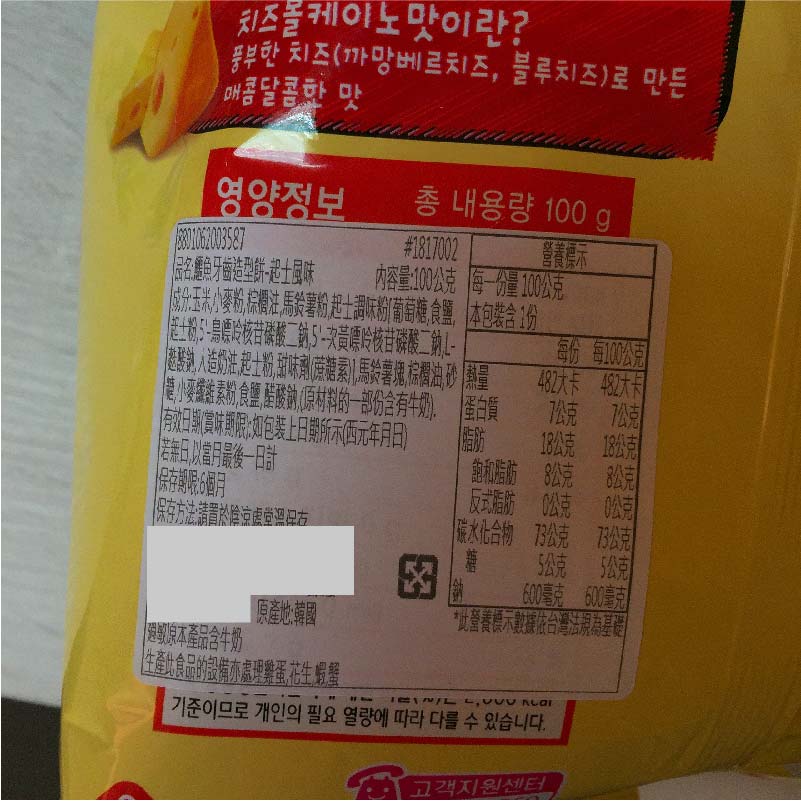 치즈몰케이노맛이란?
풍부한 치즈(까망베르치즈, 블루치즈)로 만든
매콤달콤한 맛
영양정보 총 내용량 100 g
8801062003587 #1817002
品名:鱷魚牙齒造型餅-起士風味 內容量:100公克
成分:玉米,小麥粉,棕櫚油,馬鈴薯粉,起士調味粉[葡萄糖,食鹽,
起士粉,5'-鳥嘌呤核苷磷酸二鈉,5'-次黃嘌呤核苷磷酸二鈉,L-
麩酸鈉,人造奶油,起士粉,甜味劑(蔗糖素)],馬鈴薯塊,棕櫚油,砂
糖,小麥纖維素粉,食鹽,醋酸鈉,(原材料的一部份含有牛奶).
有效日期(賞味期限):如包裝上日期所示(西元年月日)
若無日,以當月最後一日計
保存期限:6個月
保存方法:請置於陰涼處常溫保存
原產地:韓國
過敏原本產品含牛奶
生產此食品的設備亦處理雞蛋,花生,蝦,蟹
營養標示
每一份量 100公克
本包裝含 1份
每份 每100公克
熱量 482大卡 482大卡
蛋白質 7公克 7公克
脂肪 18公克 18公克
飽和脂肪 8公克 8公克
反式脂肪 0公克 0公克
碳水化合物 73公克 73公克
糖 5公克 5公克
鈉 600毫克 600毫克
*此營養標示數據依台灣法規為基礎
기준이므로 개인의 필요 열량에 따라 다를 수 있습니다.
고객지원센터